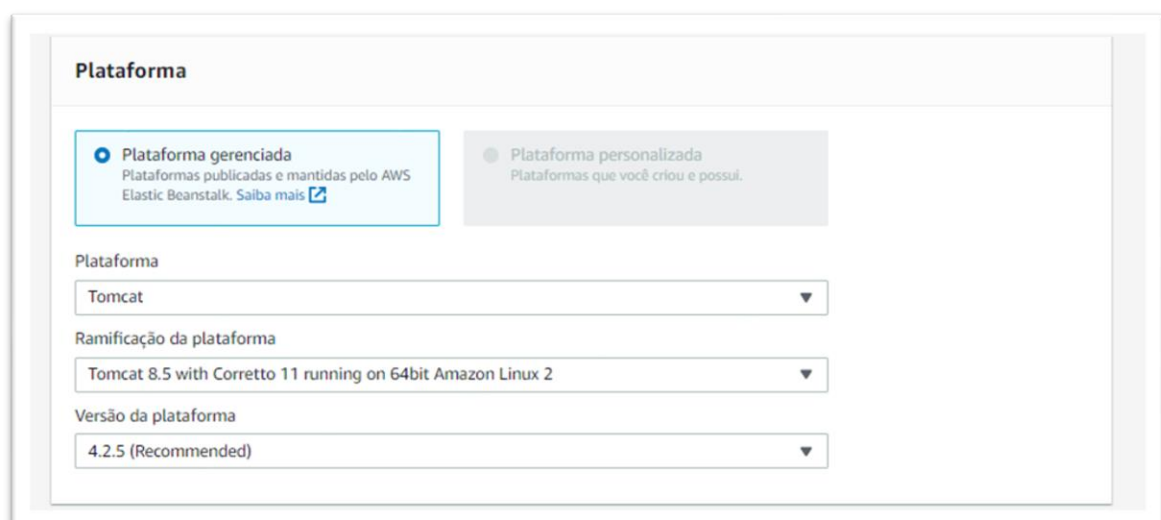 Plataforma
Plataforma gerenciada
Plataformas publicadas e mantidas pelo AWS
Elastic Beanstalk. Saiba mais
Plataforma personalizada
Plataformas que você criou e possui.
Plataforma
Tomcat
Ramificação da plataforma
Tomcat 8.5 with Corretto 11 running on 64bit Amazon Linux 2
Versão da plataforma
4.2.5 (Recommended)